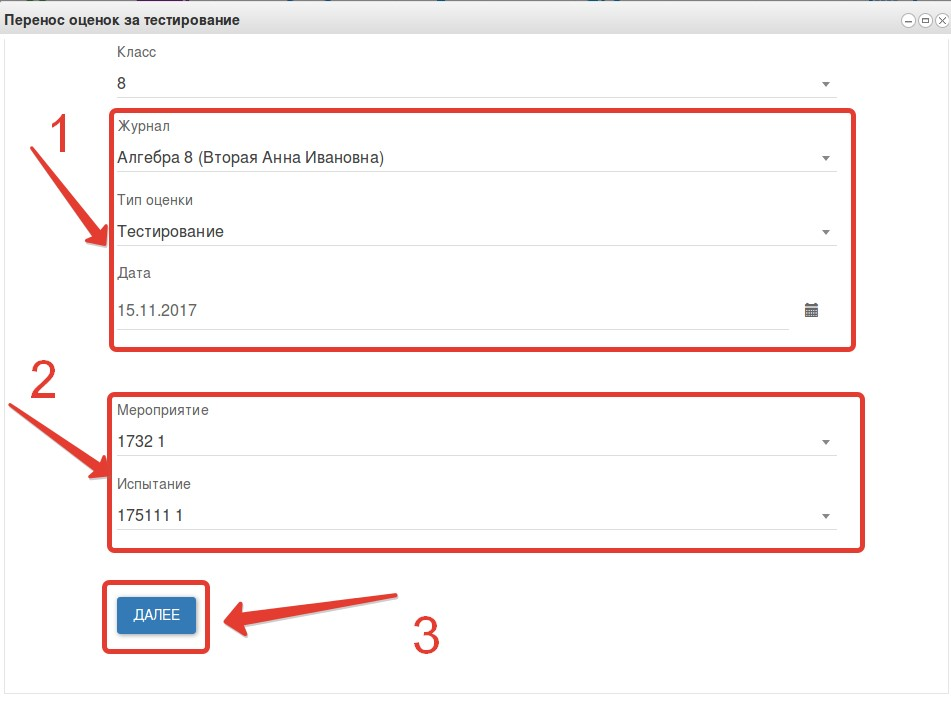 Перенос оценок за тестирование
Класс
8
1
Журнал
Алгебра 8 (Вторая Анна Ивановна)
Тип оценки
Тестирование
Дата
15.11.2017
2
Мероприятие
1732 1
Испытание
175111 1
ДАЛЕЕ
3